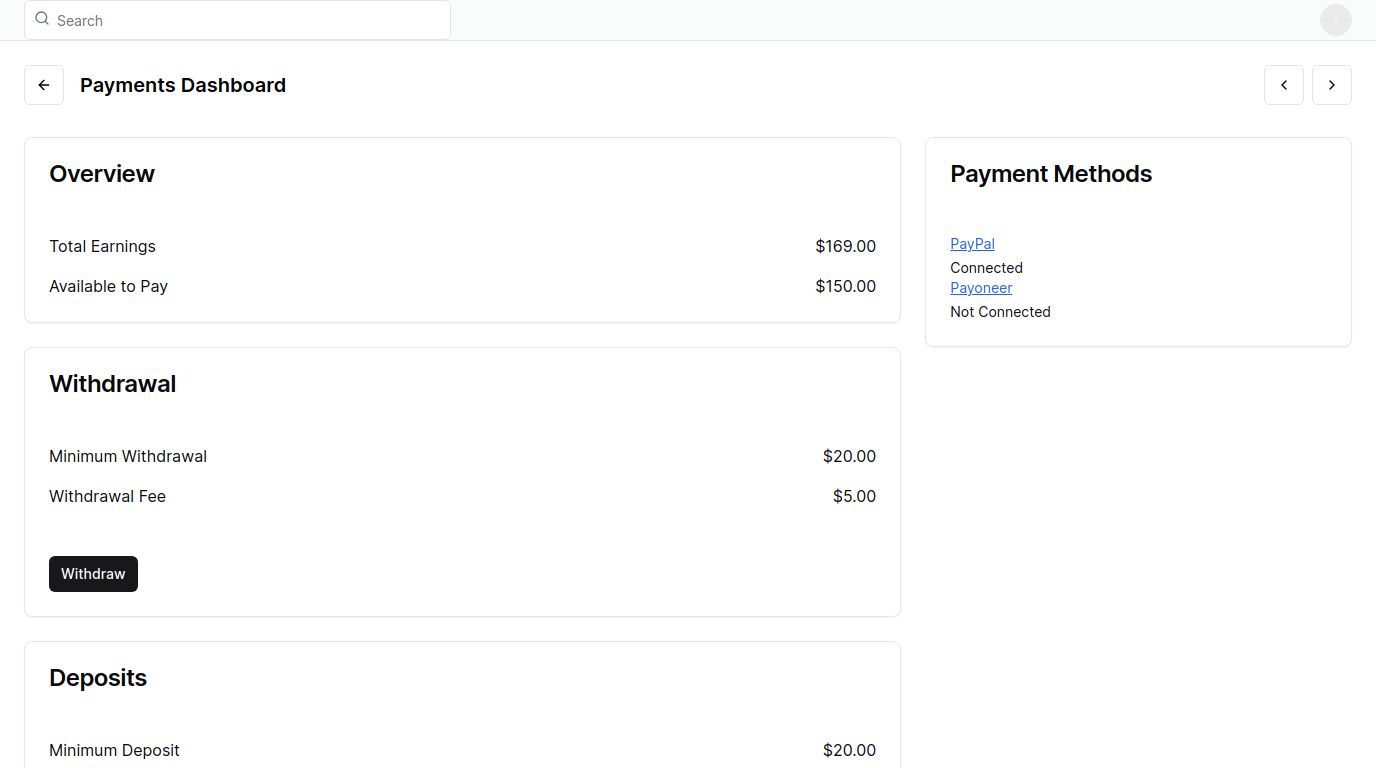 Search
Payments Dashboard
Overview
Total Earnings $169.00
Available to Pay $150.00
Withdrawal
Minimum Withdrawal $20.00
Withdrawal Fee $5.00
Withdraw
Deposits
Minimum Deposit $20.00
Payment Methods
PayPal
Connected
Payoneer
Not Connected